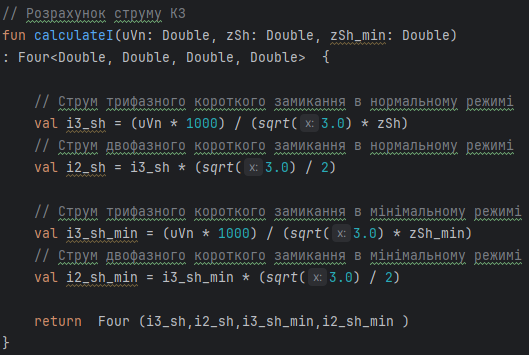 // Розрахунок струму КЗ
fun calculateI(uVn: Double, zSh: Double, zSh_min: Double)
: Four<Double, Double, Double, Double>  {
// Струм трифазного короткого замикання в нормальному режимі
val i3_sh = (uVn * 1000) / (sqrt( x: 3.0) * zSh)
// Струм двофазного короткого замикання в нормальному режимі
val i2_sh = i3_sh * (sqrt( x: 3.0) / 2)
// Струм трифазного короткого замикання в мінімальному режимі
val i3_sh_min = (uVn * 1000) / (sqrt( x: 3.0) * zSh_min)
// Струм двофазного короткого замикання в мінімальному режимі
val i2_sh_min = i3_sh_min * (sqrt( x: 3.0) / 2)
return  Four (i3_sh,i2_sh,i3_sh_min,i2_sh_min )
}